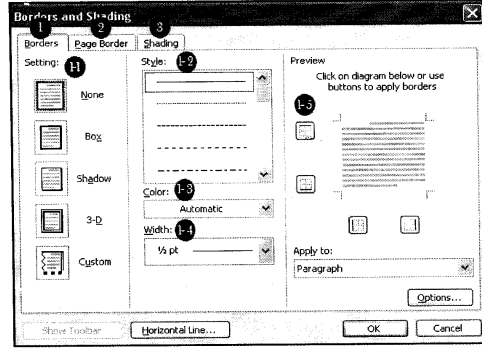 Borders and Shading
1 2 3
Borders Page Border Shading
Setting: 1-1
None
Box
Shadow
3-D
Custom
Style: 1-2
Color: 1-3
Automatic
Width: 1-4
½ pt
Preview
Click on diagram below or use
buttons to apply borders
1-5
Apply to:
Paragraph
Options...
Show Toolbar
Horizontal Line...
OK
Cancel